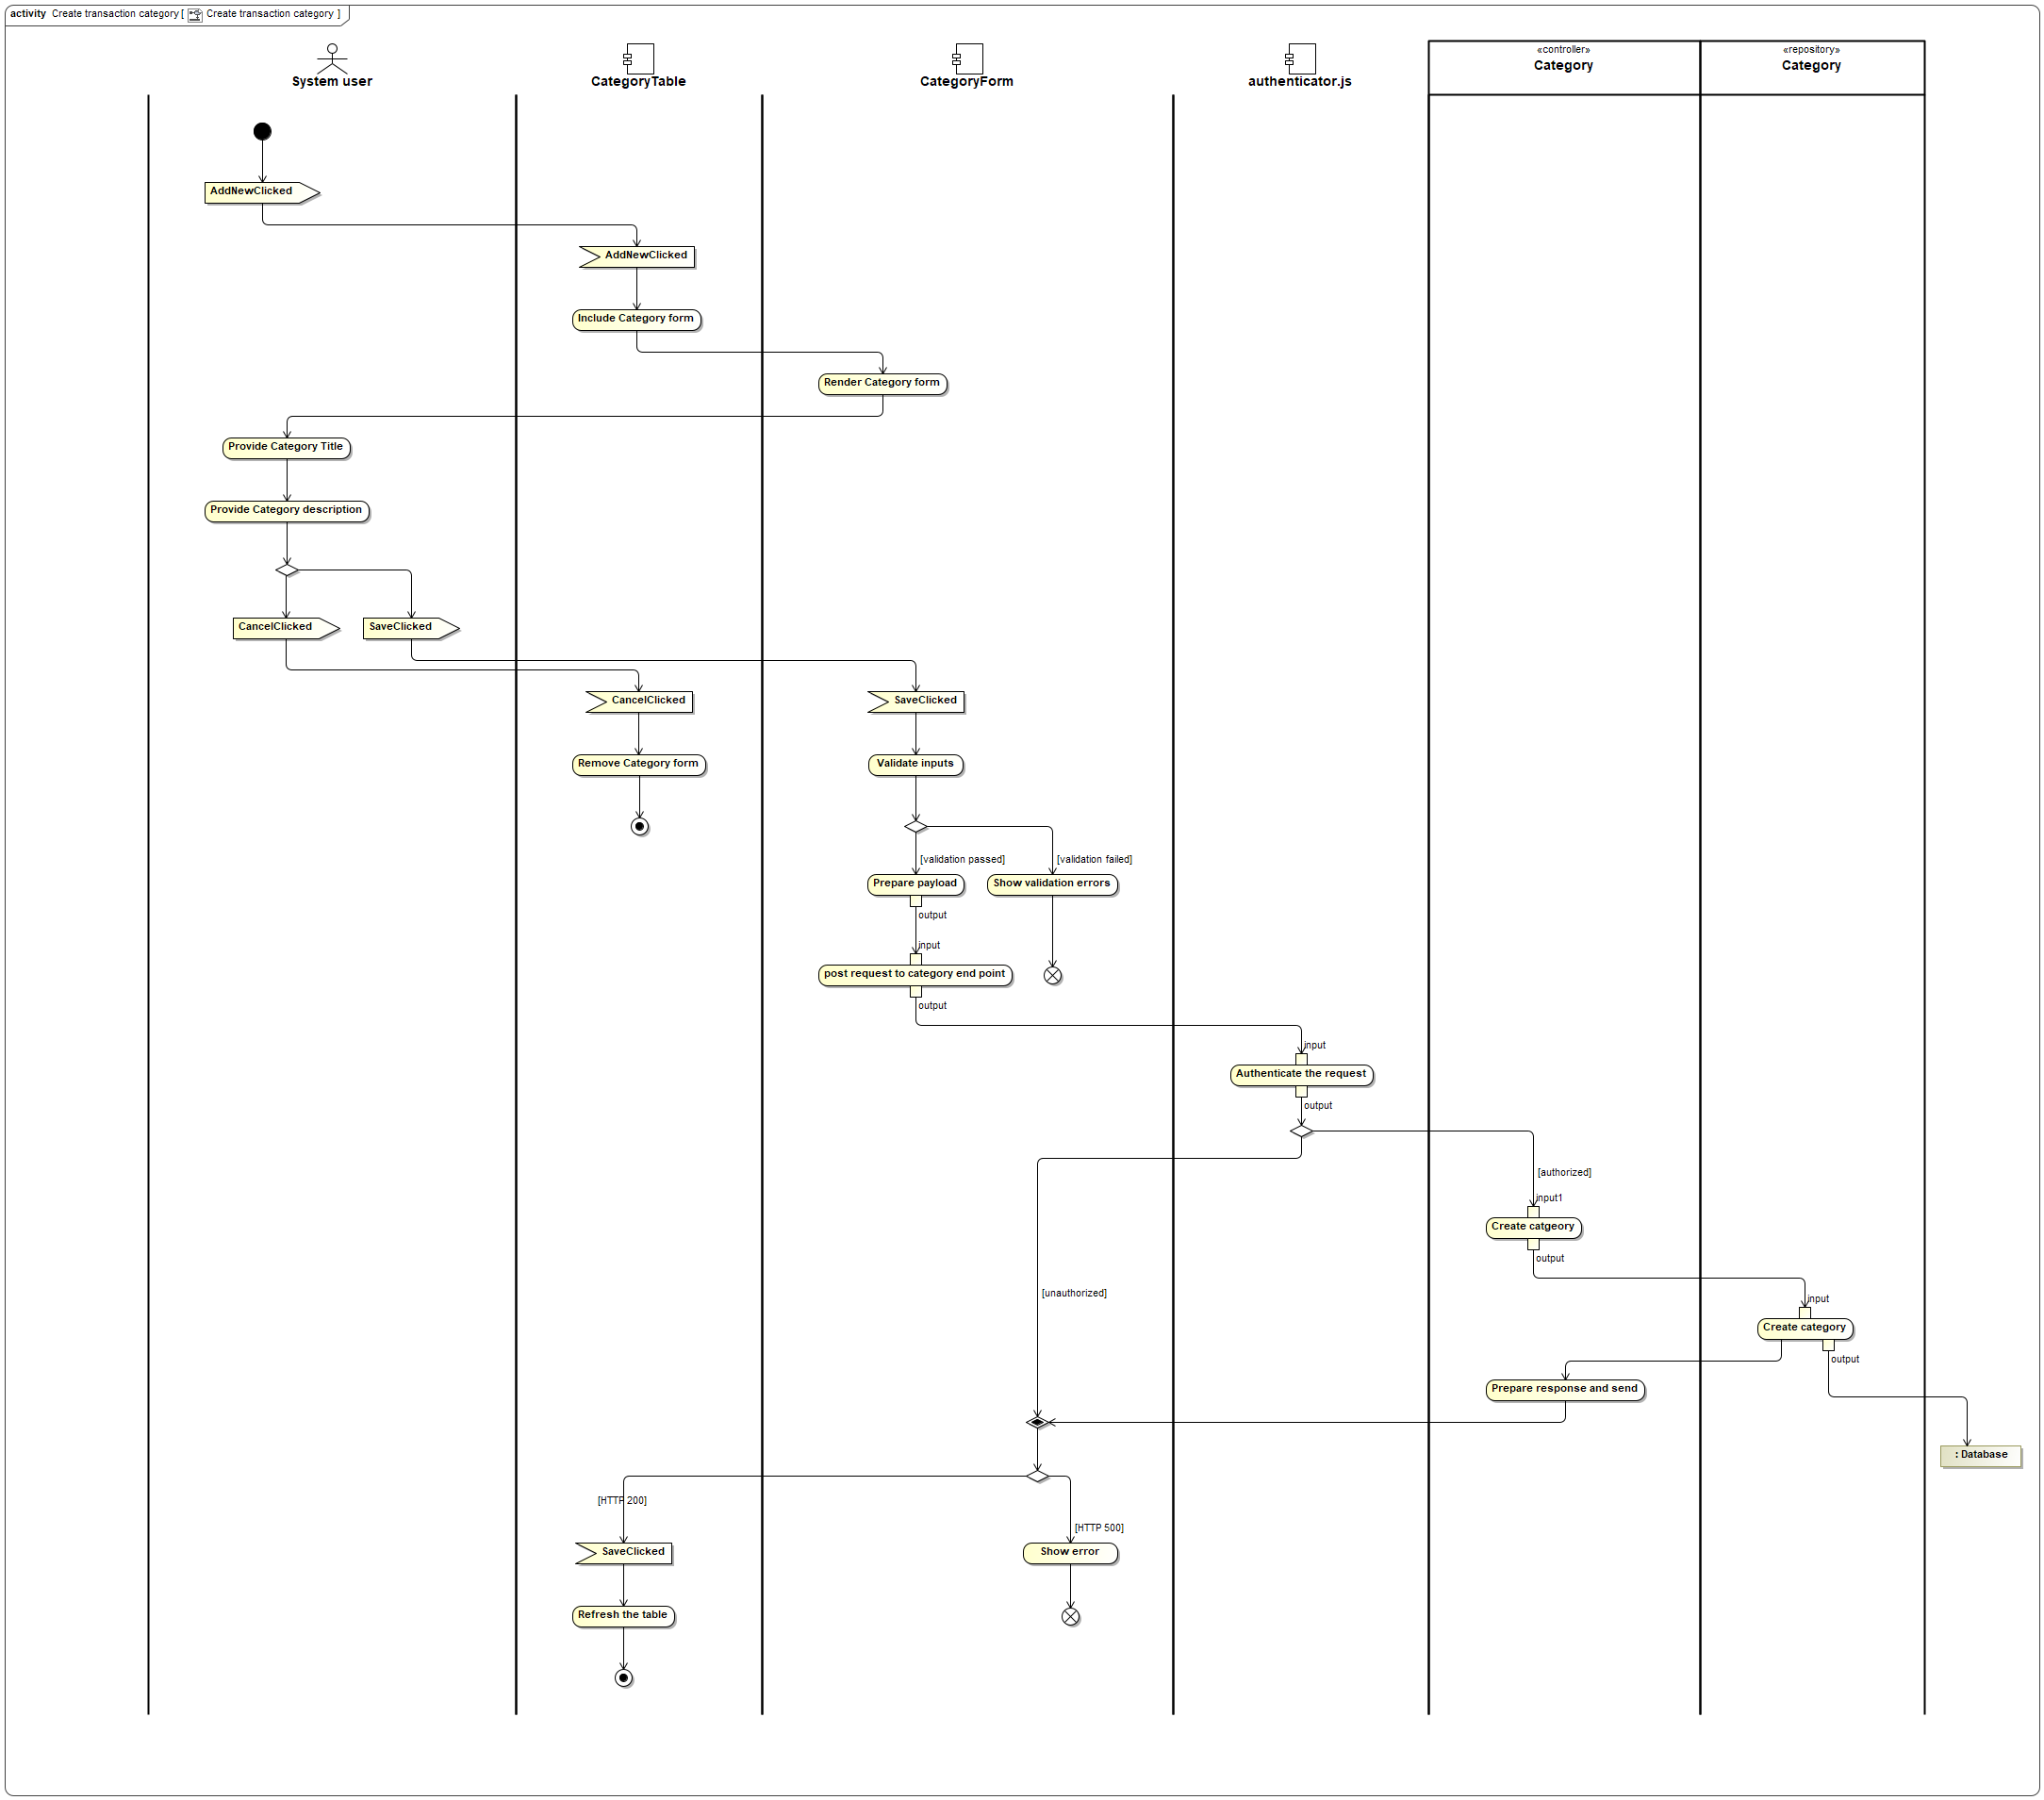 activity Create transaction category [ Create transaction category ]
System user
CategoryTable
CategoryForm
authenticator.js
«controller»
Category
«repository»
Category
AddNewClicked
AddNewClicked
Include Category form
Render Category form
Provide Category Title
Provide Category description
CancelClicked
SaveClicked
CancelClicked
SaveClicked
Remove Category form
Validate inputs
[validation passed]
[validation failed]
Prepare payload
Show validation errors
output
input
post request to category end point
output
input
Authenticate the request
output
[authorized]
input1
Create catgeory
output
[unauthorized]
input
Create category
output
Prepare response and send
: Database
[HTTP 200]
[HTTP 500]
SaveClicked
Show error
Refresh the table